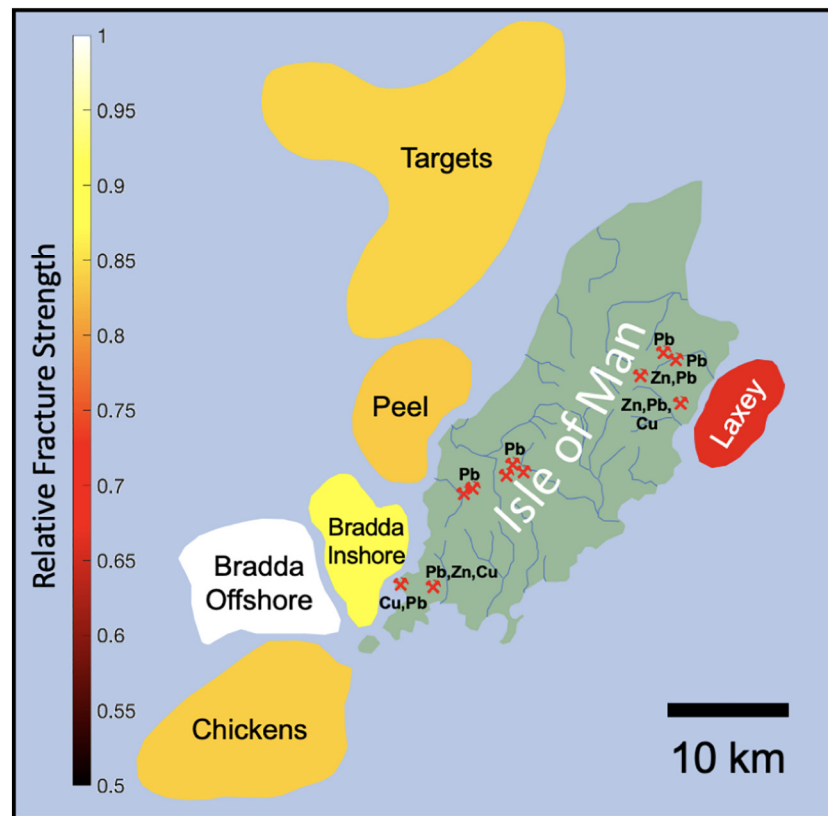 Relative Fracture Strength
1
0.95
0.9
0.85
0.8
0.75
0.7
0.65
0.6
0.55
0.5
Targets
Peel
Bradda
Inshore
Bradda
Offshore
Chickens
Isle of Man
Laxey
Pb
Pb
Zn,Pb
Zn,Pb,
Cu
Pb
Pb
Pb,Zn,Cu
Cu,Pb
10 km